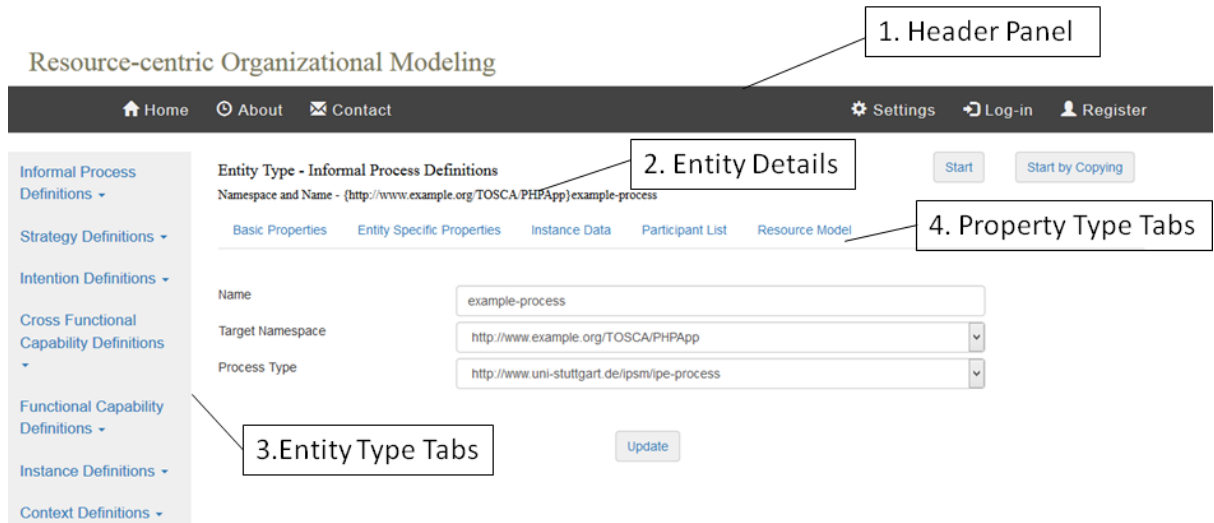 1. Header Panel
Resource-centric Organizational Modeling
Home About Contact Settings Log-in Register
Informal Process
Definitions
Strategy Definitions
Intention Definitions
Cross Functional
Capability Definitions
Functional Capability
Definitions
Instance Definitions
Context Definitions
Entity Type - Informal Process Definitions
2. Entity Details
Start Start by Copying
Namespace and Name - {http://www.example.org/TOSCA/PHPApp}example-process
Basic Properties Entity Specific Properties Instance Data Participant List Resource Model
4. Property Type Tabs
Name example-process
Target Namespace http://www.example.org/TOSCA/PHPApp
Process Type http://www.uni-stuttgart.de/ipsm/ipe-process
3.Entity Type Tabs
Update